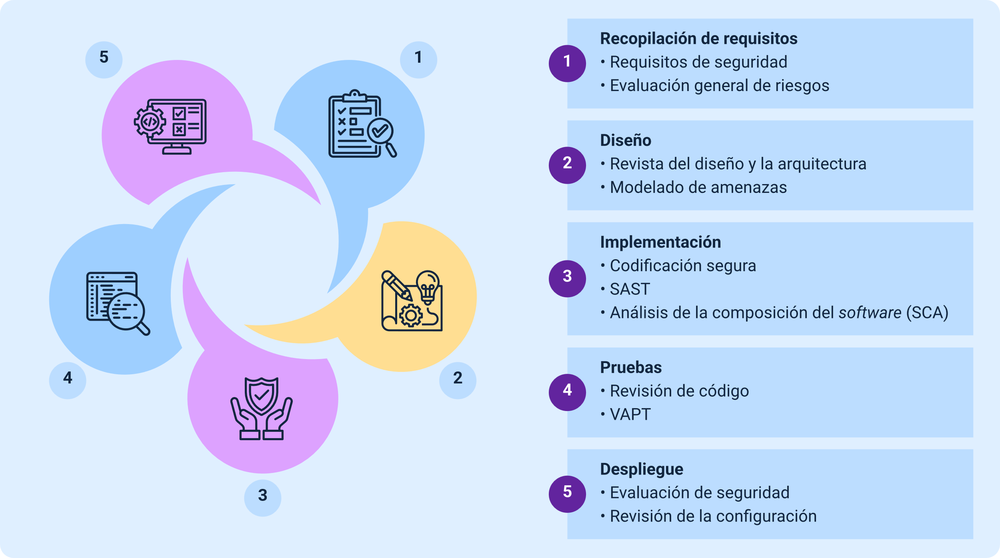 5
1
4
2
3
1
Recopilación de requisitos
• Requisitos de seguridad
• Evaluación general de riesgos
2
Diseño
• Revista del diseño y la arquitectura
• Modelado de amenazas
3
Implementación
• Codificación segura
• SAST
• Análisis de la composición del software (SCA)
4
Pruebas
• Revisión de código
• VAPT
5
Despliegue
• Evaluación de seguridad
• Revisión de la configuración